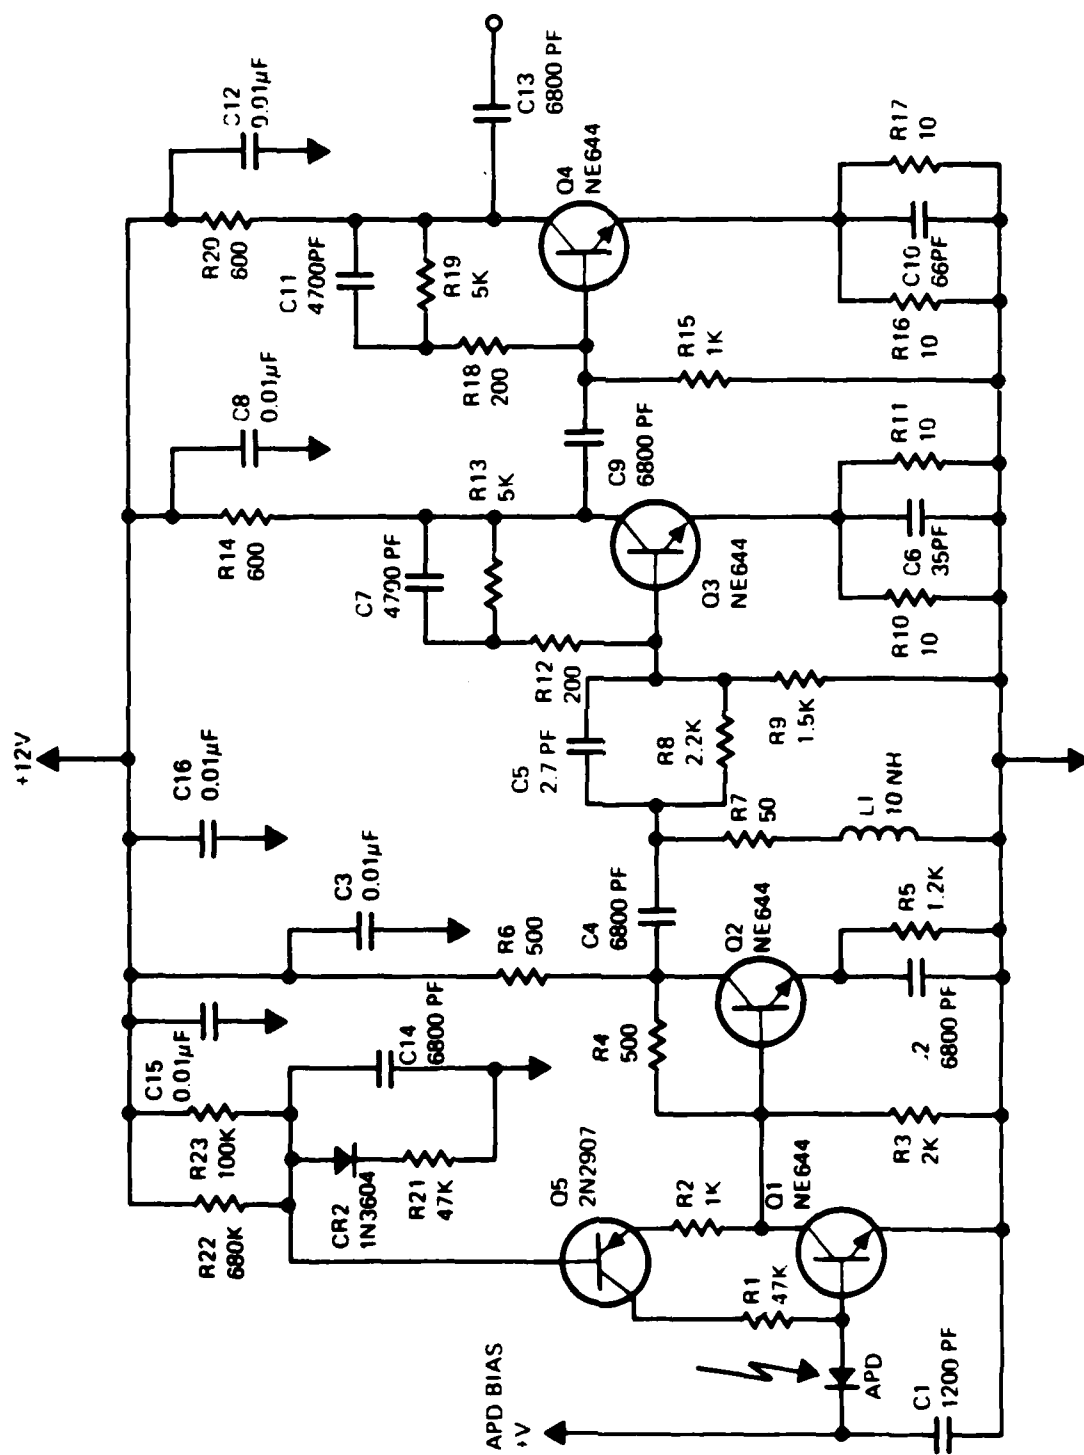 +12V
C12
0.01µF
R20
600
C13
6800 PF
C11
4700PF
R19
5K
Q4
NE644
R18
200
R15
1K
R17
10
C10
66PF
R16
10
C8
0.01µF
R14
600
R13
5K
C7
4700 PF
C9
6800 PF
Q3
NE644
R12
200
R11
10
C6
35PF
R10
10
C16
0.01µF
C5
2.7 PF
R8
2.2K
R9
1.5K
R7
50
L1
10 NH
C3
0.01µF
R6
500
C4
6800 PF
Q2
NE644
R5
1.2K
.2
6800 PF
C15
0.01µF
C14
6800 PF
R4
500
R3
2K
R23
100K
R22
680K
CR2
1N3604
R21
47K
Q5
2N2907
R2
1K
Q1
NE644
R1
47K
APD BIAS
+V
APD
C1
1200 PF